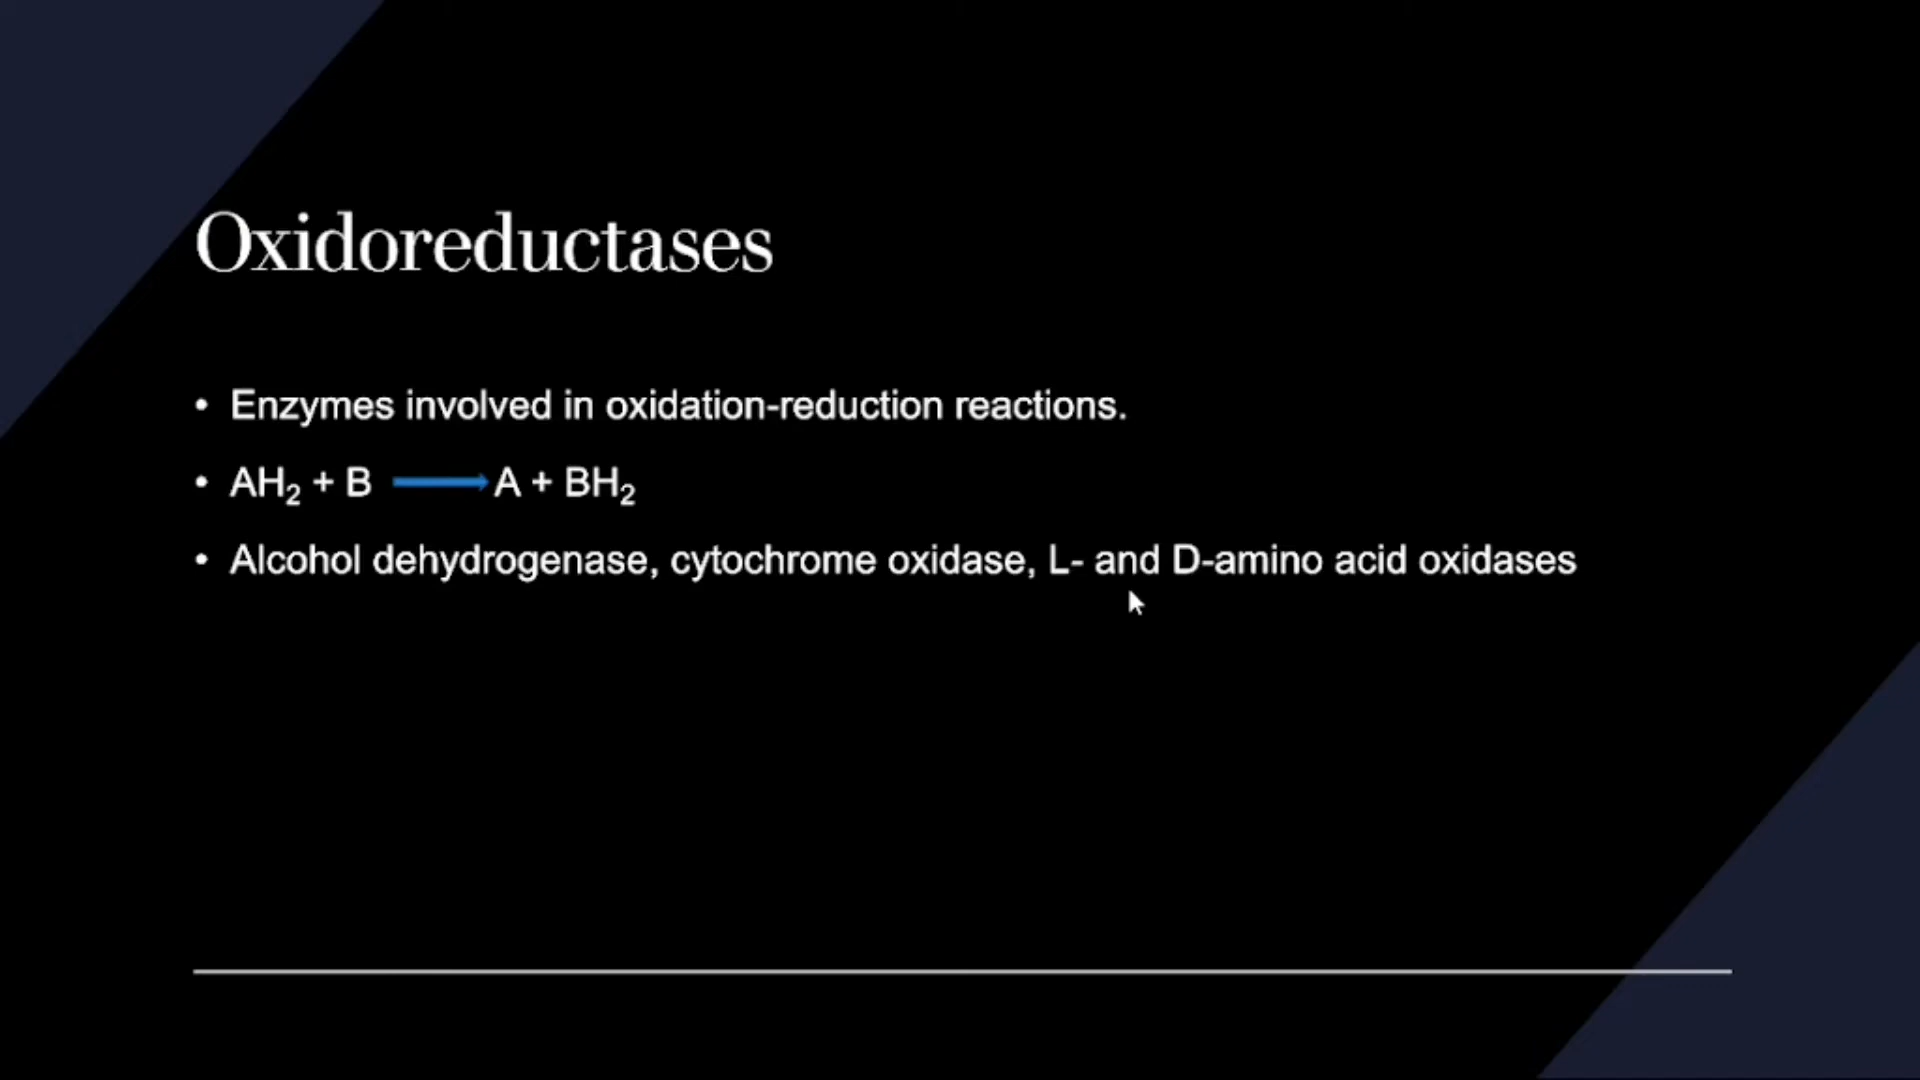 Oxidoreductases
• Enzymes involved in oxidation-reduction reactions.
• AH₂ + B → A + BH₂
• Alcohol dehydrogenase, cytochrome oxidase, L- and D-amino acid oxidases